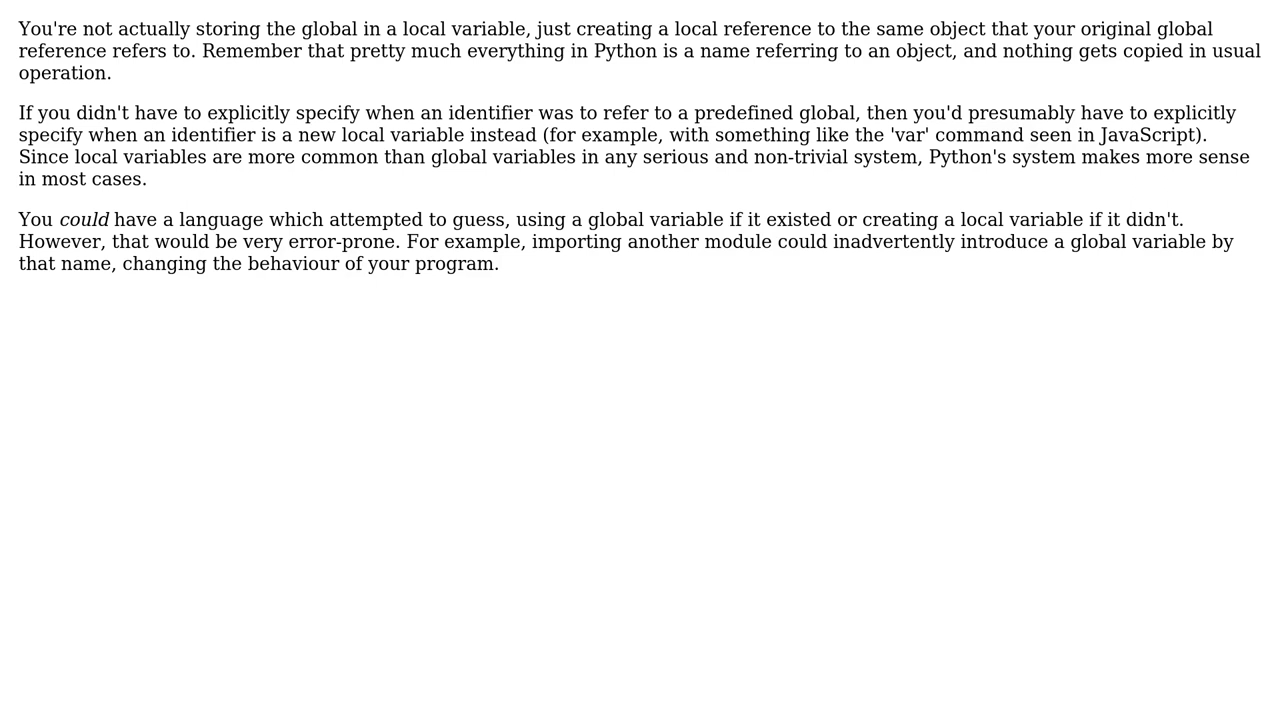 You're not actually storing the global in a local variable, just creating a local reference to the same object that your original global
reference refers to. Remember that pretty much everything in Python is a name referring to an object, and nothing gets copied in usual
operation.
If you didn't have to explicitly specify when an identifier was to refer to a predefined global, then you'd presumably have to explicitly
specify when an identifier is a new local variable instead (for example, with something like the 'var' command seen in JavaScript).
Since local variables are more common than global variables in any serious and non-trivial system, Python's system makes more sense
in most cases.
You could have a language which attempted to guess, using a global variable if it existed or creating a local variable if it didn't.
However, that would be very error-prone. For example, importing another module could inadvertently introduce a global variable by
that name, changing the behaviour of your program.